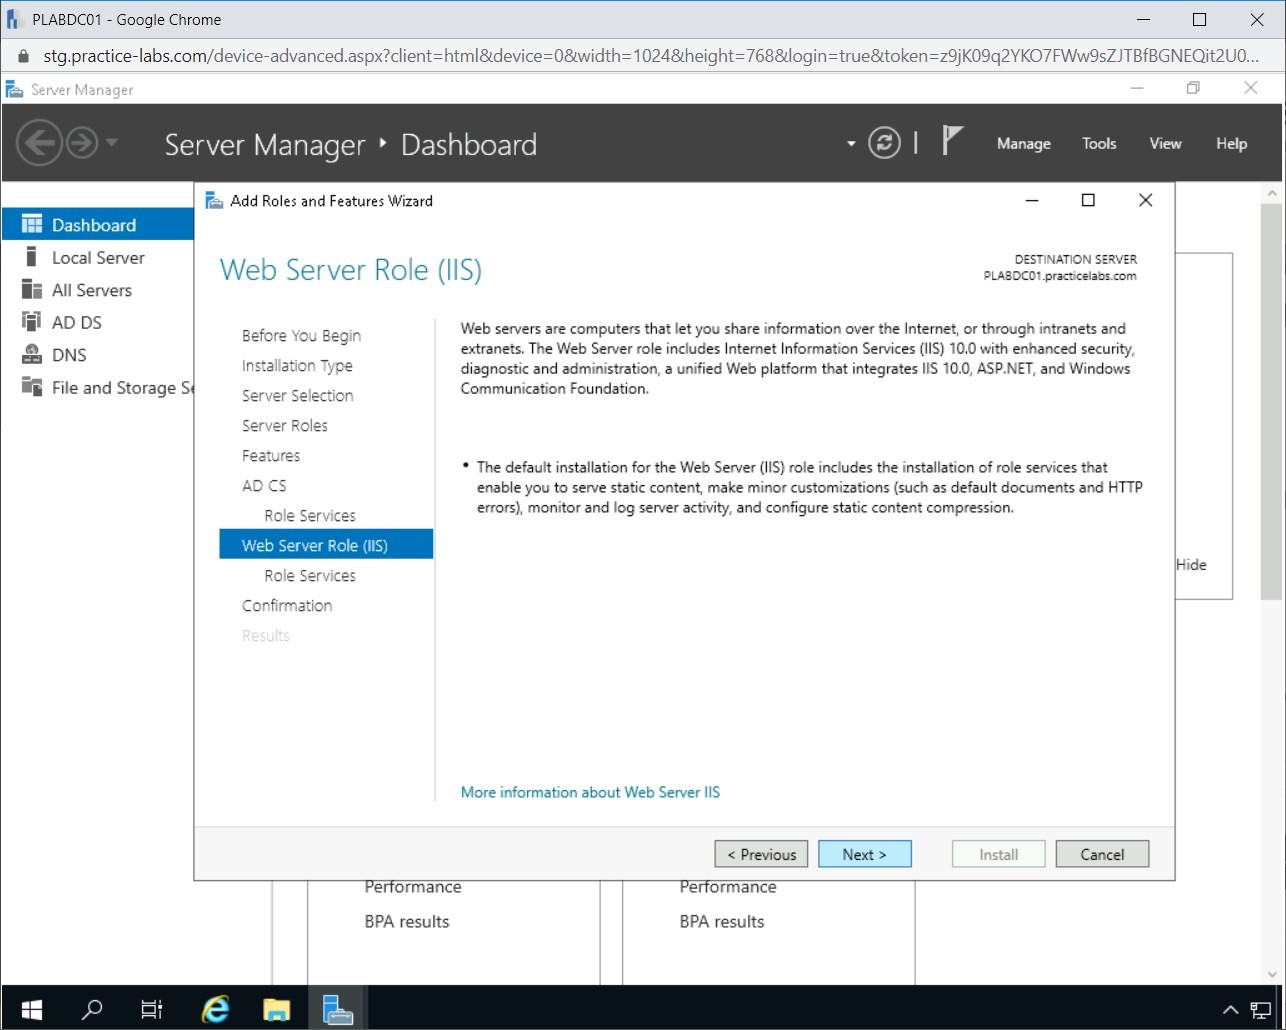 PLABDC01 - Google Chrome
stg.practice-labs.com/device-advanced.aspx?client=html&device=0&width=1024&height=768&login=true&token=z9jK09q2YKO7FWw9sZJTBfBGNEQit2U0...
Server Manager
Server Manager
Dashboard
Manage
Tools
View
Help
Dashboard
Local Server
All Servers
AD DS
DNS
File and Storage Se
Add Roles and Features Wizard
Web Server Role (IIS)
DESTINATION SERVER
PLABDC01.practicelabs.com
Before You Begin
Installation Type
Server Selection
Server Roles
Features
AD CS
Role Services
Web Server Role (IIS)
Role Services
Confirmation
Results
Web servers are computers that let you share information over the Internet, or through intranets and
extranets. The Web Server role includes Internet Information Services (IIS) 10.0 with enhanced security,
diagnostic and administration, a unified Web platform that integrates IIS 10.0, ASP.NET, and Windows
Communication Foundation.
• The default installation for the Web Server (IIS) role includes the installation of role services that
enable you to serve static content, make minor customizations (such as default documents and HTTP
errors), monitor and log server activity, and configure static content compression.
More information about Web Server IIS
Hide
< Previous
Next >
Install
Cancel
Performance
BPA results
Performance
BPA results